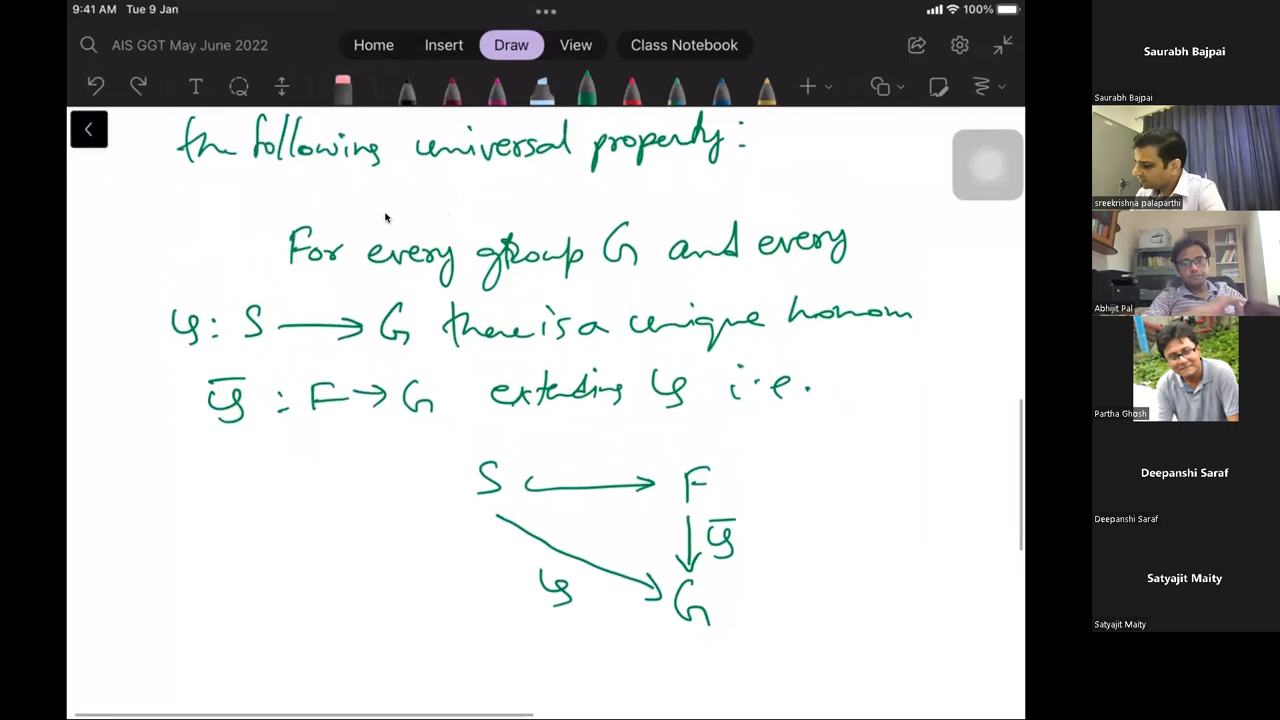 9:41 AM Tue 9 Jan
100%
AIS GGT May June 2022
Home Insert Draw View Class Notebook
the following universal property:
For every group G and every
φ: S → G there is a unique homom
φ̅ : F → G extending φ i.e.
S ↪ F
φ̅
φ
G
Saurabh Bajpai
Saurabh Bajpai
sreekrishna palaparthi
Abhijit Pal
Partha Ghosh
Deepanshi Saraf
Deepanshi Saraf
Satyajit Maity
Satyajit Maity